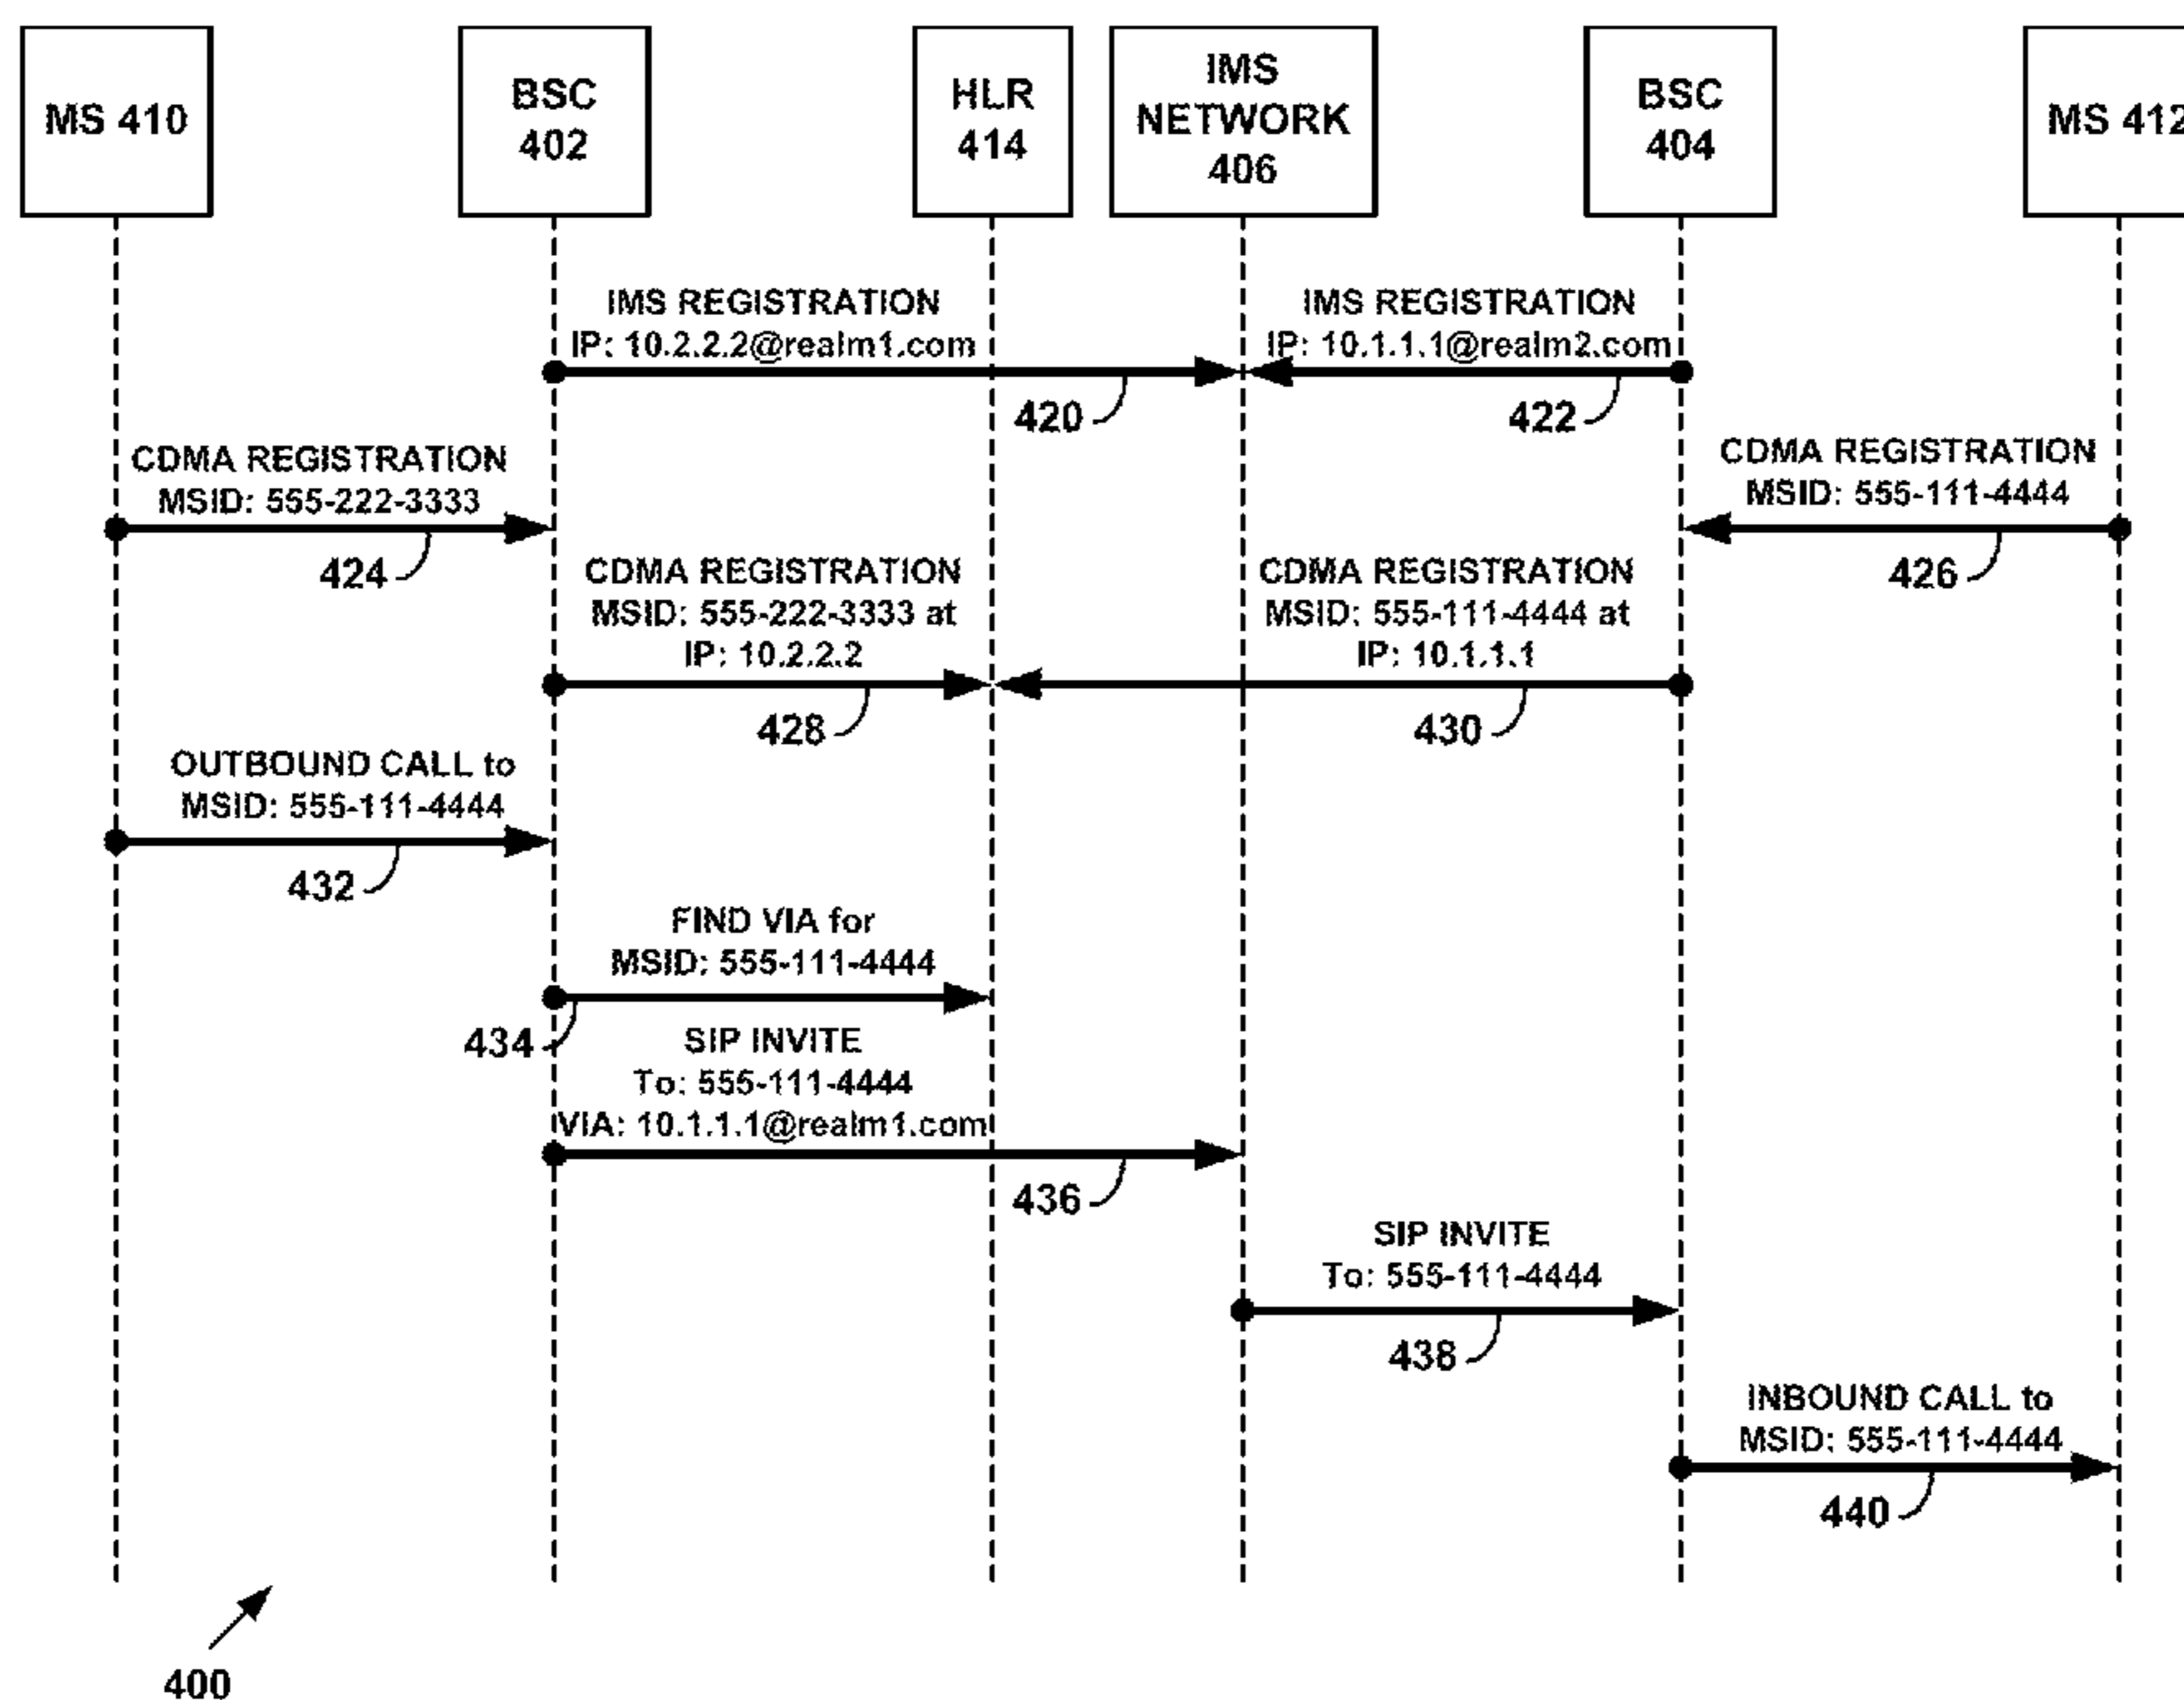 MS 410
BSC
402
HLR
414
IMS
NETWORK
406
BSC
404
MS 412
IMS REGISTRATION
IP: 10.2.2.2@realm1.com
420
IMS REGISTRATION
IP: 10.1.1.1@realm2.com
422
CDMA REGISTRATION
MSID: 555-222-3333
424
CDMA REGISTRATION
MSID: 555-111-4444
426
CDMA REGISTRATION
MSID: 555-222-3333 at
IP: 10.2.2.2
428
CDMA REGISTRATION
MSID: 555-111-4444 at
IP: 10.1.1.1
430
OUTBOUND CALL to
MSID: 555-111-4444
432
FIND VIA for
MSID: 555-111-4444
434
SIP INVITE
To: 555-111-4444
VIA: 10.1.1.1@realm1.com
436
SIP INVITE
To: 555-111-4444
438
INBOUND CALL to
MSID: 555-111-4444
440
400